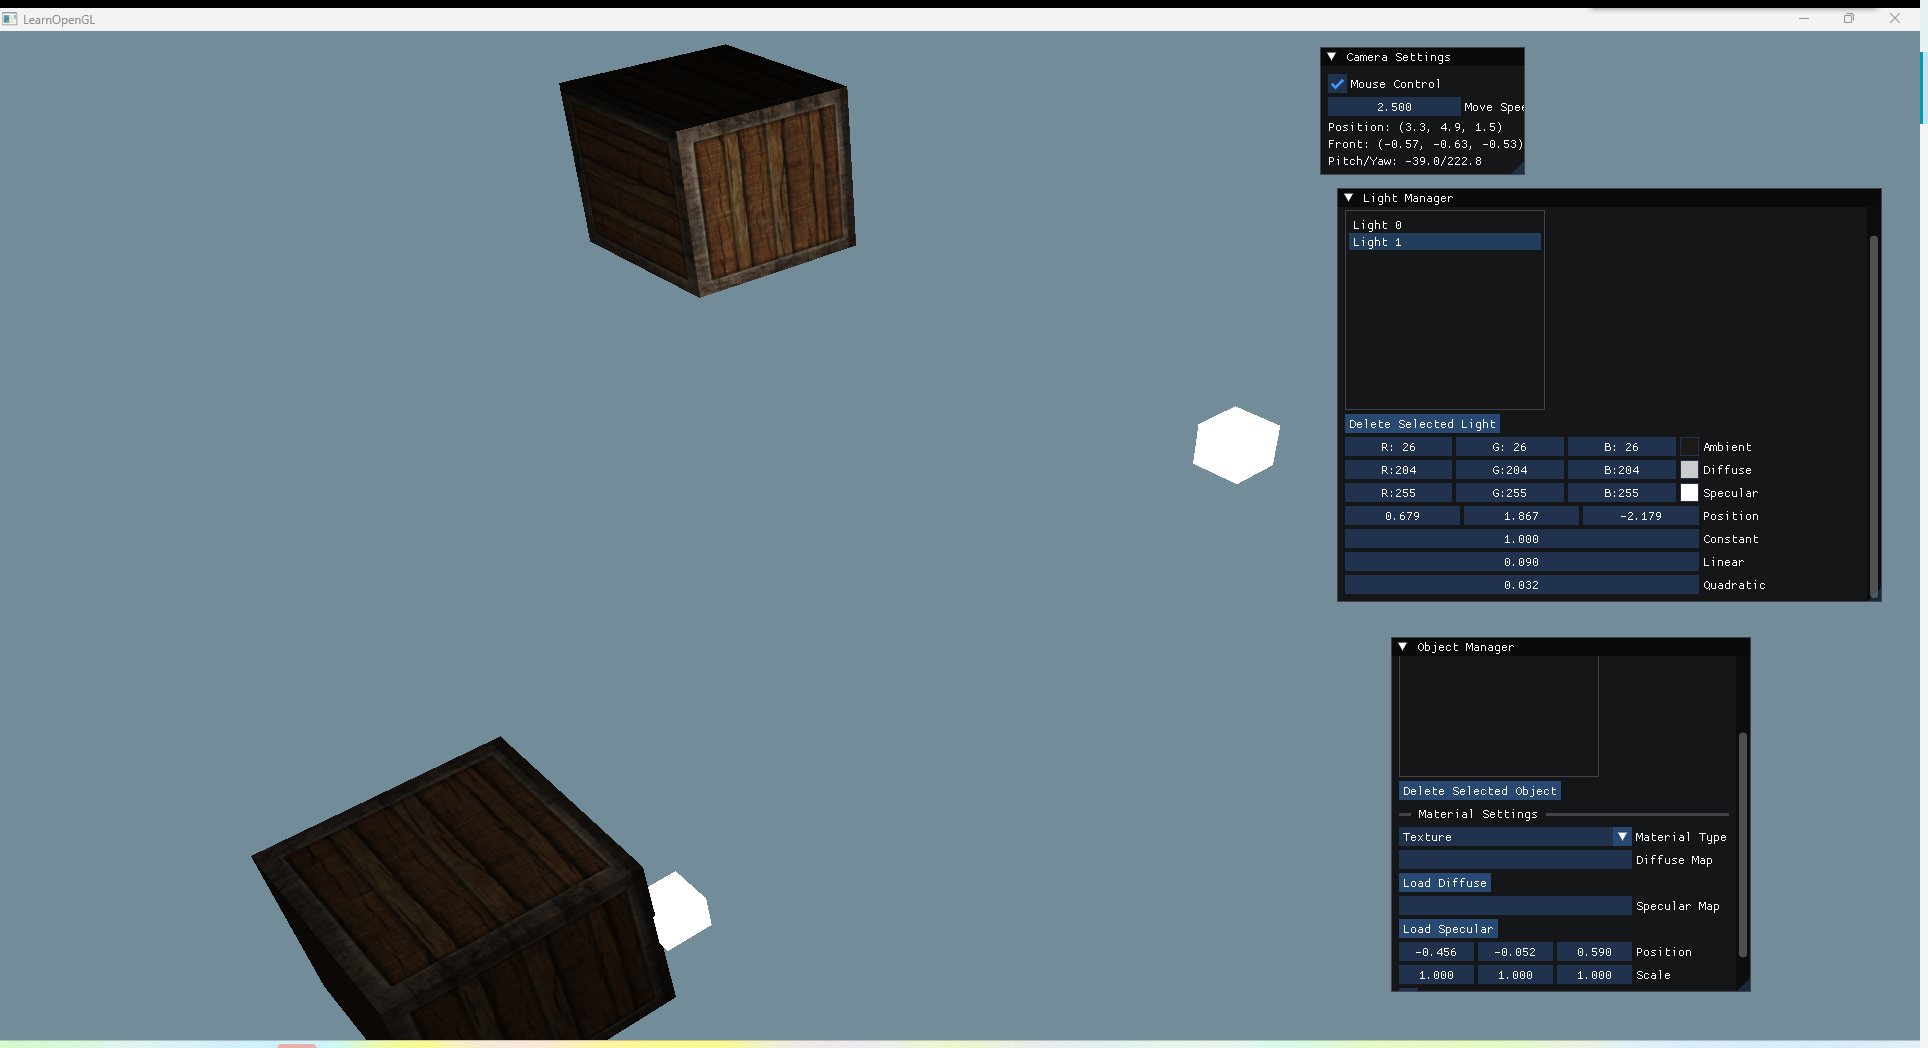 LearnOpenGL
Camera Settings
Mouse Control
2.500 Move Spee
Position: (3.3, 4.9, 1.5)
Front: (-0.57, -0.63, -0.53)
Pitch/Yaw: -39.0/222.8
Light Manager
Light 0
Light 1
Delete Selected Light
R: 26 G: 26 B: 26 Ambient
R:204 G:204 B:204 Diffuse
R:255 G:255 B:255 Specular
0.679 1.867 -2.179 Position
1.000 Constant
0.090 Linear
0.032 Quadratic
Object Manager
Delete Selected Object
Material Settings
Texture Material Type
Diffuse Map
Load Diffuse
Specular Map
Load Specular
-0.456 -0.052 0.590 Position
1.000 1.000 1.000 Scale